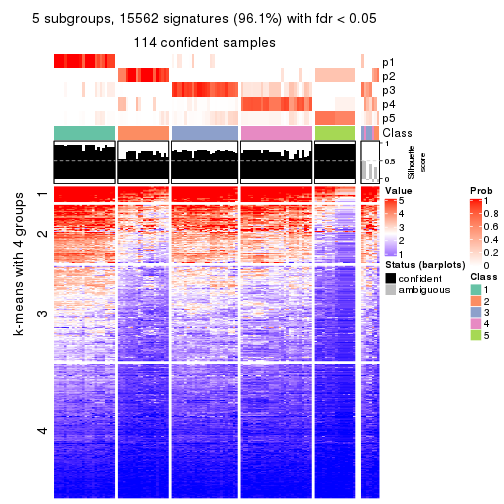 5 subgroups, 15562 signatures (96.1%) with fdr < 0.05
114 confident samples
p1
p2
p3
p4
p5
Class
1
0.5
0
Silhouette
score
k-means with 4 groups
1
2
3
4
Value
5
4
3
2
1
Status (barplots)
confident
ambiguous
Prob
1
0.8
0.6
0.4
0.2
0
Class
1
2
3
4
5